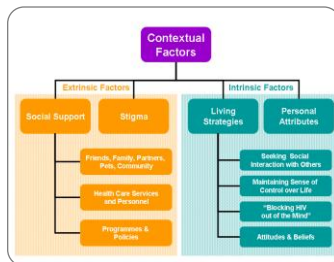 Contextual
Factors
Extrinsic Factors
Intrinsic Factors
Social Support
Stigma
Living
Strategies
Personal
Attributes
Friends, Family, Partners,
Pets, Community
Health Care Services
and Personnel
Programmes &
Policies
Seeking Social
Interaction with Others
Maintaining Sense of
Control over Life
"Blocking HIV
out of the Mind"
Attitudes & Beliefs